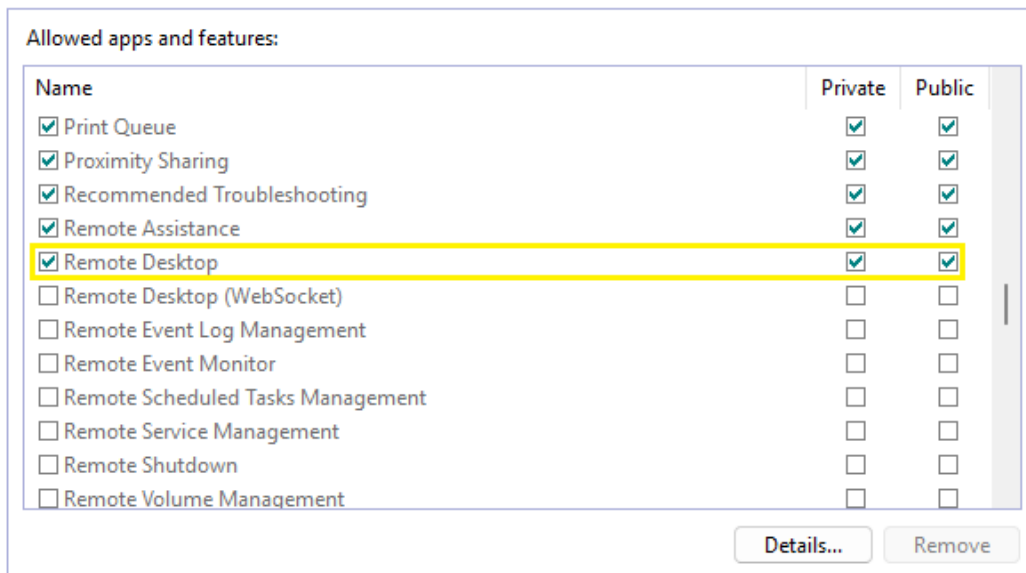 Allowed apps and features:
Name Private Public
Print Queue
Proximity Sharing
Recommended Troubleshooting
Remote Assistance
Remote Desktop
Remote Desktop (WebSocket)
Remote Event Log Management
Remote Event Monitor
Remote Scheduled Tasks Management
Remote Service Management
Remote Shutdown
Remote Volume Management
Details... Remove